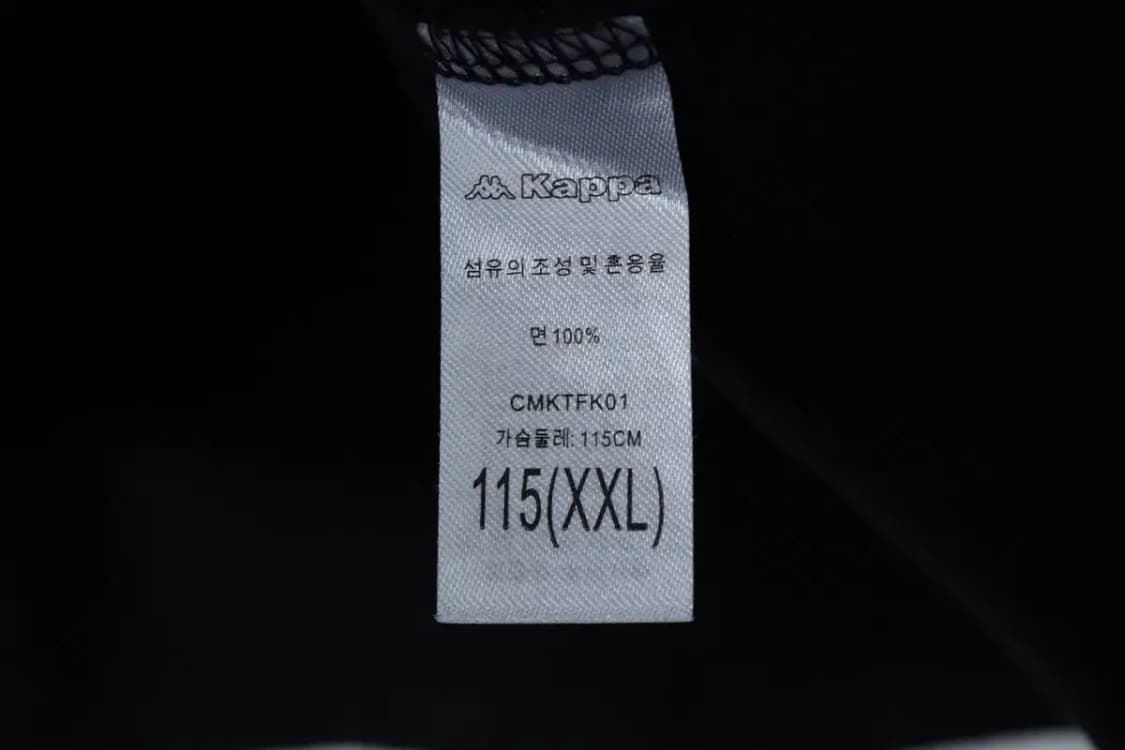 Kappa
섬유의 조성 및 혼용율
면 100%
CMKTFK01
가슴둘레: 115CM
115(XXL)